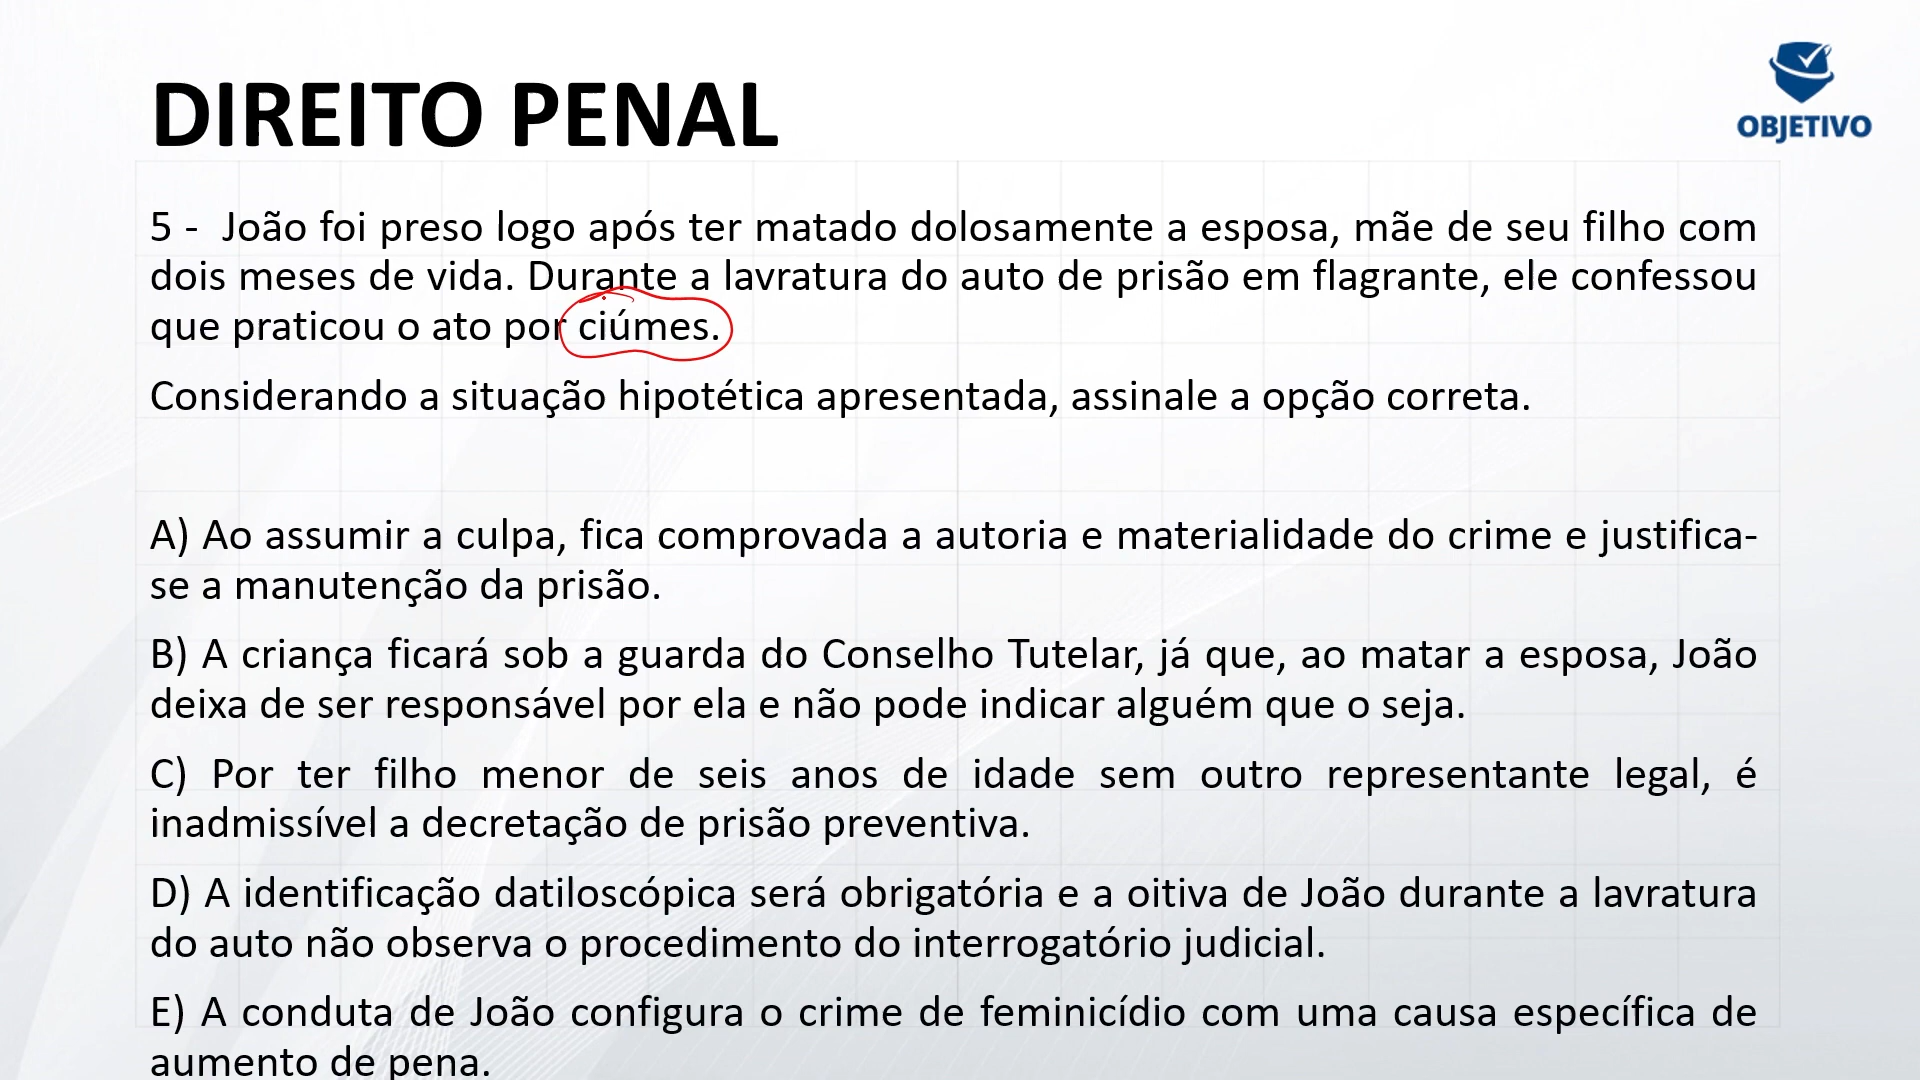 OBJETIVO
DIREITO PENAL
5 - João foi preso logo após ter matado dolosamente a esposa, mãe de seu filho com
dois meses de vida. Durante a lavratura do auto de prisão em flagrante, ele confessou
que praticou o ato por ciúmes.
Considerando a situação hipotética apresentada, assinale a opção correta.
A) Ao assumir a culpa, fica comprovada a autoria e materialidade do crime e justifica-
se a manutenção da prisão.
B) A criança ficará sob a guarda do Conselho Tutelar, já que, ao matar a esposa, João
deixa de ser responsável por ela e não pode indicar alguém que o seja.
C) Por ter filho menor de seis anos de idade sem outro representante legal, é
inadmissível a decretação de prisão preventiva.
D) A identificação datiloscópica será obrigatória e a oitiva de João durante a lavratura
do auto não observa o procedimento do interrogatório judicial.
E) A conduta de João configura o crime de feminicídio com uma causa específica de
aumento de pena.